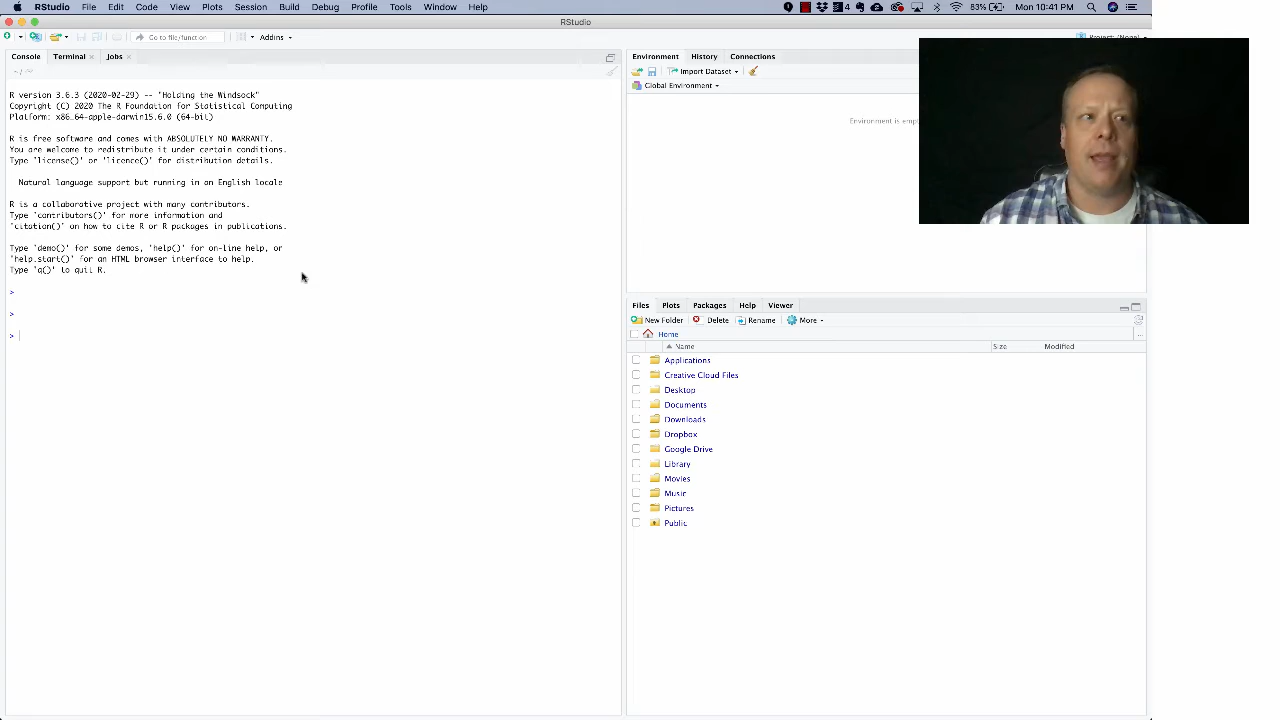 RStudio File Edit Code View Plots Session Build Debug Profile Tools Window Help 4 83% Mon 10:41 PM
RStudio
Go to file/function Addins
Console Terminal Jobs
~/
R version 3.6.3 (2020-02-29) -- "Holding the Windsock"
Copyright (C) 2020 The R Foundation for Statistical Computing
Platform: x86_64-apple-darwin15.6.0 (64-bit)
R is free software and comes with ABSOLUTELY NO WARRANTY.
You are welcome to redistribute it under certain conditions.
Type 'license()' or 'licence()' for distribution details.
Natural language support but running in an English locale
R is a collaborative project with many contributors.
Type 'contributors()' for more information and
'citation()' on how to cite R or R packages in publications.
Type 'demo()' for some demos, 'help()' for on-line help, or
'help.start()' for an HTML browser interface to help.
Type 'q()' to quit R.
>
>
>
Environment History Connections
Import Dataset
Global Environment
Environment is
Files Plots Packages Help Viewer
New Folder Delete Rename More
Home ...
Name Size Modified
Applications
Creative Cloud Files
Desktop
Documents
Downloads
Dropbox
Google Drive
Library
Movies
Music
Pictures
Public